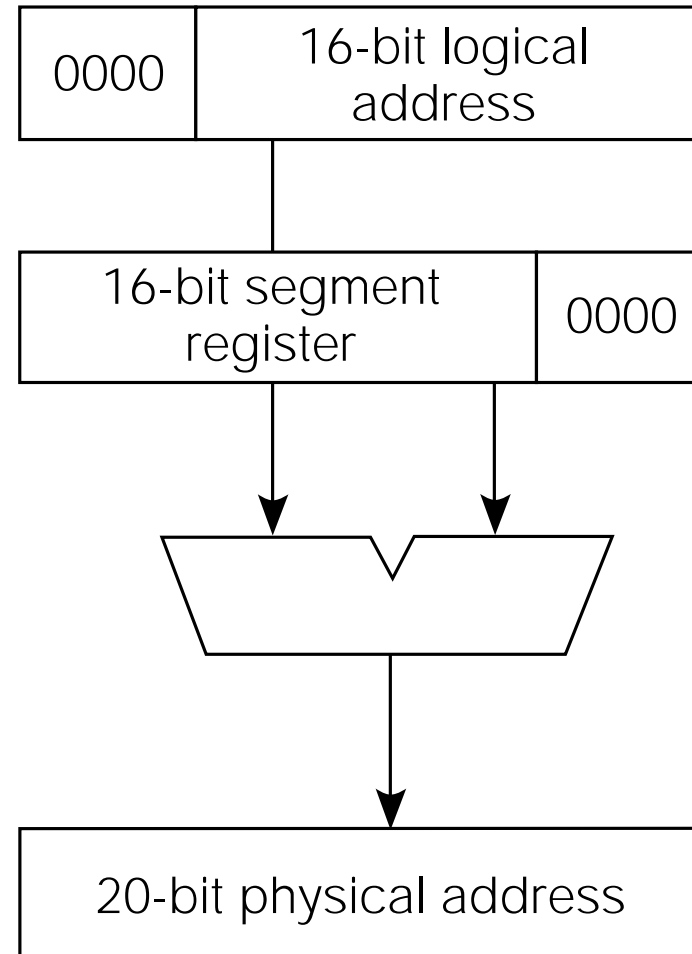 0000
16-bit logical
address
16-bit segment
register
0000
20-bit physical address